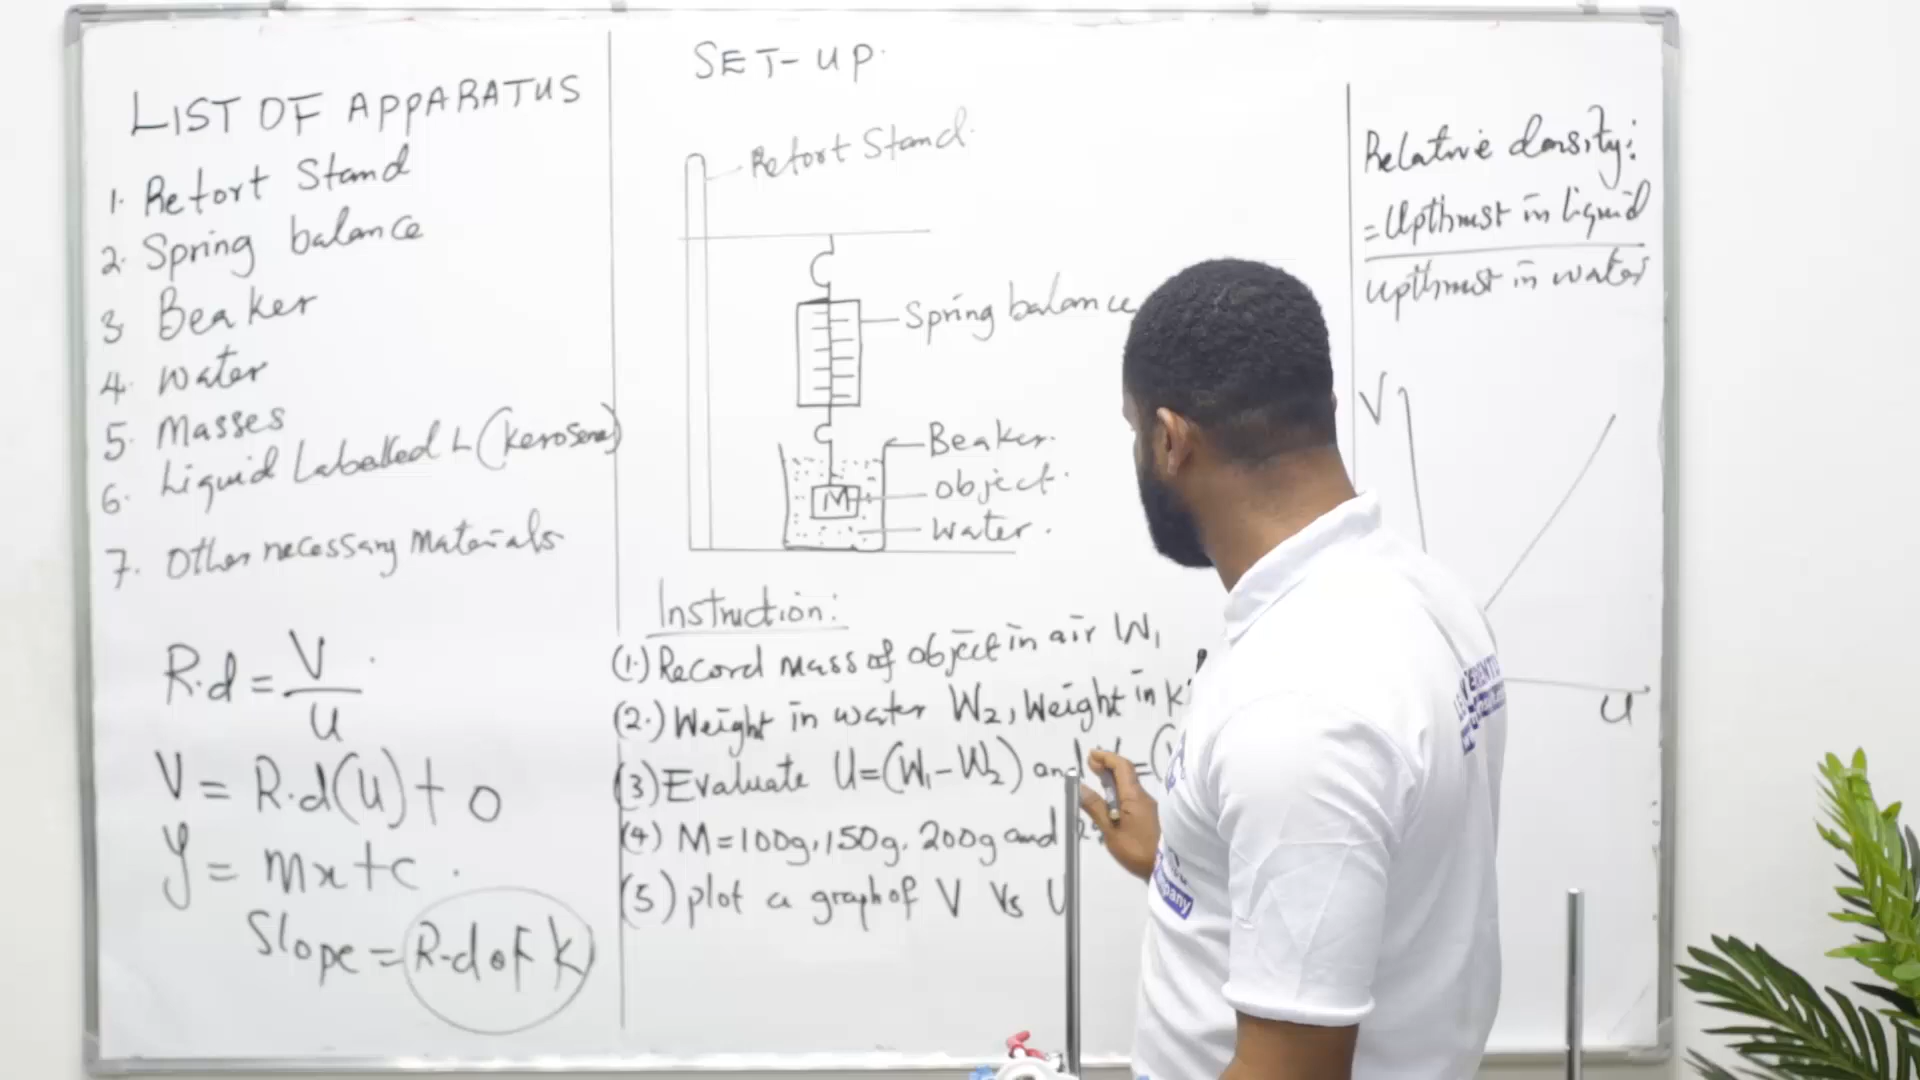 LIST OF APPARATUS
1. Retort Stand
2. Spring balance
3. Beaker
4. Water
5. Masses
6. Liquid Labelled L (kerosene)
7. Other necessary materials
R.d = V
U
V = R.d(U) + 0
y = mx + c.
Slope = R.d of K
SET-UP.
Retort Stand
Spring balance
Beaker.
object.
water.
M
Instruction:
(1.) Record mass of object in air W₁
(2.) Weight in water W₂, Weight in K
(3) Evaluate U = (W₁ - W₂) and = (
(4) M = 100g, 150g, 200g and
(5) plot a graph of V Vs U
Relative density:
= Upthrust in liquid
upthrust in water
V
U